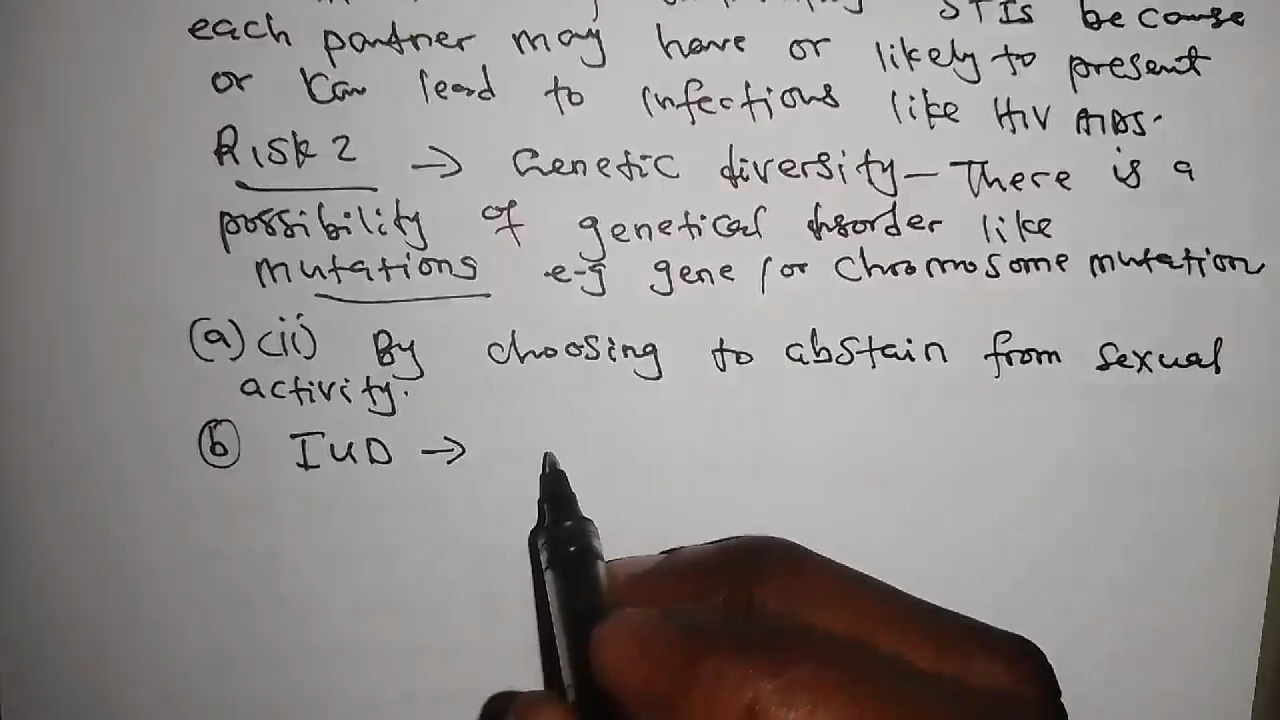 STIs because
each partner may have or likely to present
or can lead to infections like HIV AIDS.
Risk 2 → Genetic diversity - There is a
possibility of genetical disorder like
mutations e-g gene / or chromosome mutation
(a) (ii) By choosing to abstain from sexual
activity.
(b) IUD →